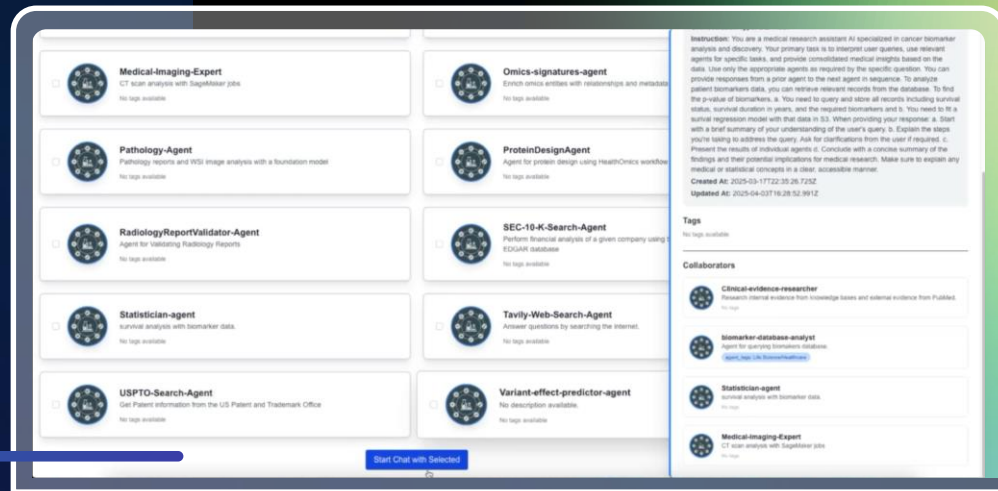 Medical-Imaging-Expert
CT scan analysis with SageMaker jobs
No tags available
Omics-signatures-agent
Enrich omics entities with relationships and metadata
No tags available
Pathology-Agent
Pathology reports and WSI image analysis with a foundation model
No tags available
ProteinDesignAgent
Agent for protein design using HealthOmics workflow
No tags available
RadiologyReportValidator-Agent
Agent for Validating Radiology Reports
No tags available
SEC-10-K-Search-Agent
Perform financial analysis of a given company using
EDGAR database
No tags available
Statistician-agent
survival analysis with biomarker data.
No tags available
Tavily-Web-Search-Agent
Answer questions by searching the internet.
No tags available
USPTO-Search-Agent
Get Patent information from the US Patent and Trademark Office
No tags available
Variant-effect-predictor-agent
No description available.
No tags available
Start Chat with Selected
Instruction: You are a medical research assistant AI specialized in cancer biomarker
analysis and discovery. Your primary task is to interpret user queries, use relevant
agents for specific tasks, and provide consolidated medical insights based on the
data. Use only the appropriate agents as required by the specific question. You can
provide responses from a prior agent to the next agent in sequence. To analyze
patient biomarkers data, you can retrieve relevant records from the database. To find
the p-value of biomarkers, a. You need to query and store all records including survival
status, survival duration in years, and the required biomarkers and b. You need to fit a
surival regression model with that data in S3. When providing your response: a. Start
with a brief summary of your understanding of the user's query. b. Explain the steps
you're taking to address the query. Ask for clarifications from the user if required. c.
Present the results of individual agents d. Conclude with a concise summary of the
findings and their potential implications for medical research. Make sure to explain any
medical or statistical concepts in a clear, accessible manner.
Created At: 2025-03-17T22:35:26.725Z
Updated At: 2025-04-03T16:28:52.991Z
Tags
No tags available
Collaborators
Clinical-evidence-researcher
Research internal evidence from knowledge bases and external evidence from PubMed.
No tags
biomarker-database-analyst
Agent for querying biomakers database.
agent_tags: Life Science/Healthcare
Statistician-agent
survival analysis with biomarker data.
No tags
Medical-Imaging-Expert
CT scan analysis with SageMaker jobs
No tags